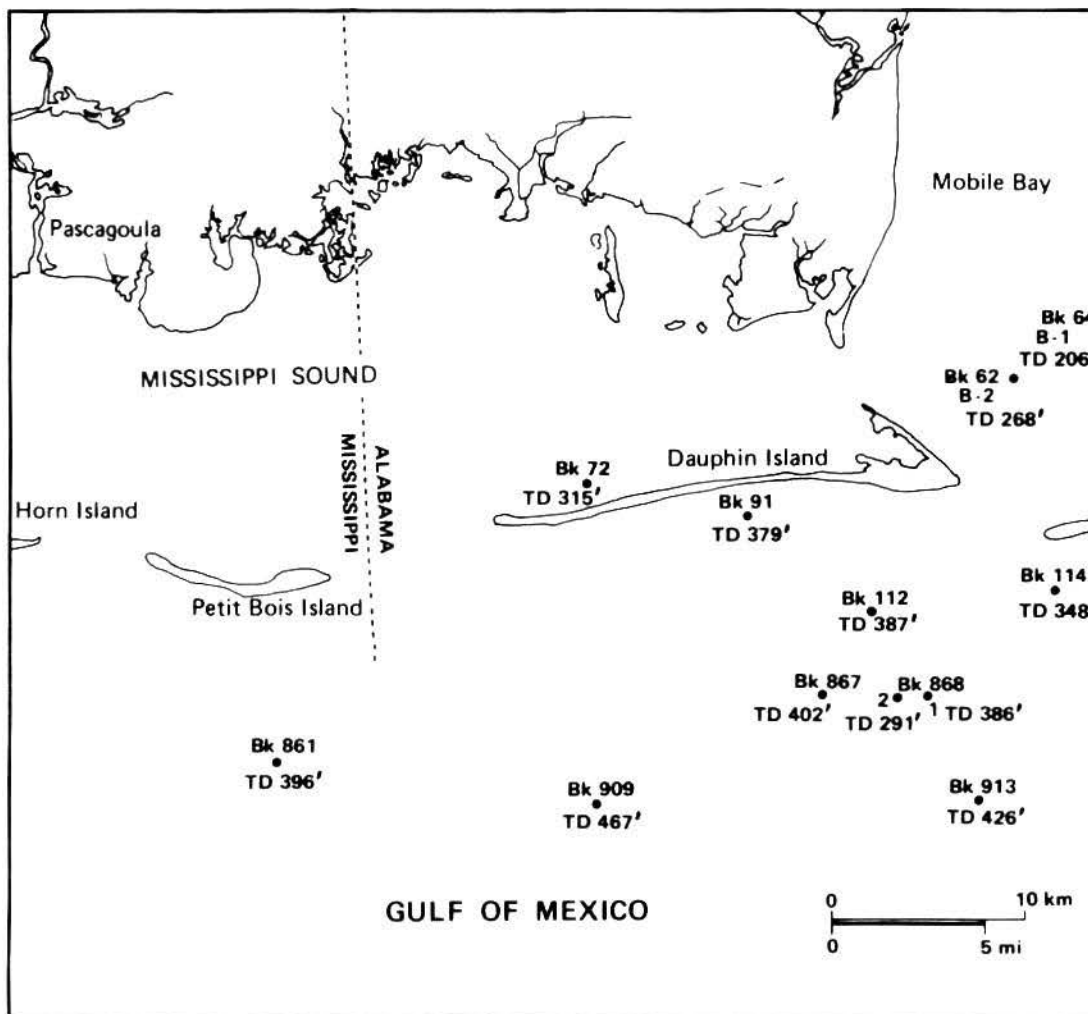 Mobile Bay
Pascagoula
Bk 64
B-1
TD 206
MISSISSIPPI SOUND
Bk 62
B-2
TD 268'
MISSISSIPPI
ALABAMA
Dauphin Island
Bk 72
TD 315'
Horn Island
Bk 91
TD 379'
Petit Bois Island
Bk 114
TD 348
Bk 112
TD 387'
Bk 867
TD 402'
Bk 868
2
TD 291'
1 TD 386'
Bk 861
TD 396'
Bk 909
TD 467'
Bk 913
TD 426'
GULF OF MEXICO
0 10 km
0 5 mi